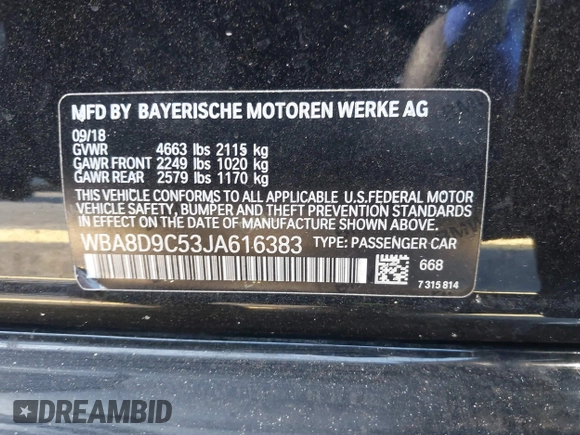 MFD BY BAYERISCHE MOTOREN WERKE AG
09/18
GVWR 4663 lbs 2115 kg
GAWR FRONT 2249 lbs 1020 kg
GAWR REAR 2579 lbs 1170 kg
THIS VEHICLE CONFORMS TO ALL APPLICABLE U.S.FEDERAL MOTOR
VEHICLE SAFETY, BUMPER AND THEFT PREVENTION STANDARDS
IN EFFECT ON THE DATE OF MANUFACTURE SHOWN ABOVE.
WBA8D9C53JA616383 TYPE: PASSENGER CAR
668
7 315 814
DREAMBID